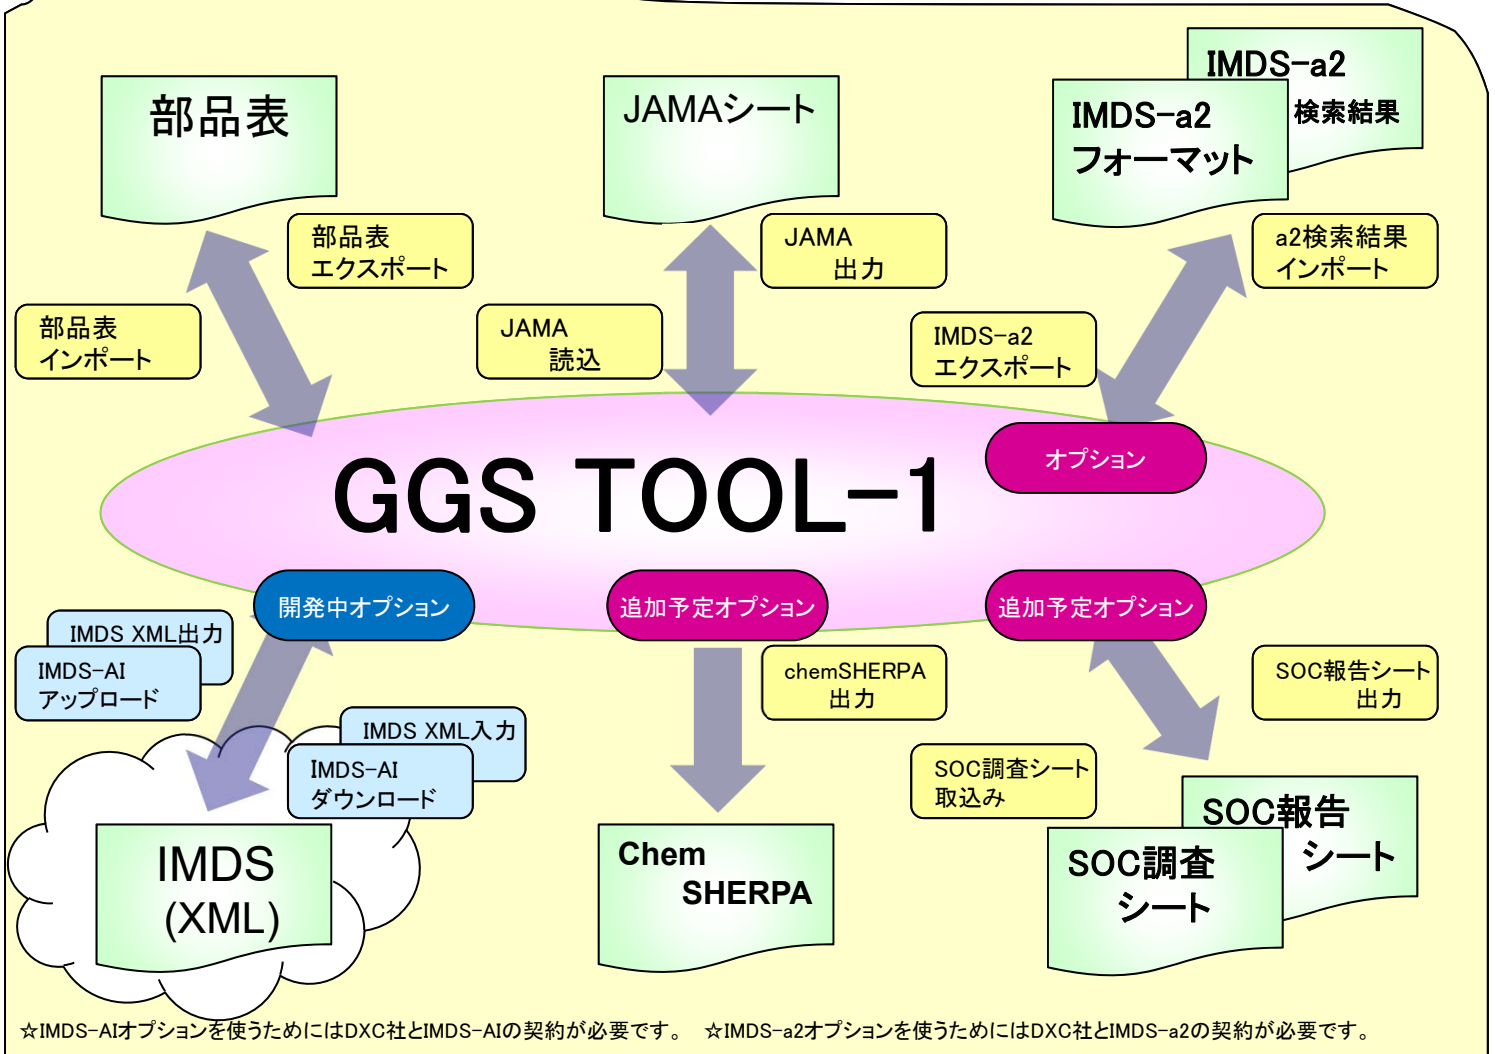 部品表
JAMAシート
IMDS-a2
検索結果
IMDS-a2
フォーマット
部品表
エクスポート
JAMA
出力
a2検索結果
インポート
部品表
インポート
JAMA
読込
IMDS-a2
エクスポート
オプション
GGS TOOL-1
開発中オプション
追加予定オプション
追加予定オプション
IMDS XML出力
IMDS-AI
アップロード
chemSHERPA
出力
SOC報告シート
出力
IMDS XML入力
IMDS-AI
ダウンロード
SOC調査シート
取込み
IMDS
(XML)
Chem
SHERPA
SOC報告
シート
SOC調査
シート
☆IMDS-AIオプションを使うためにはDXC社とIMDS-AIの契約が必要です。 ☆IMDS-a2オプションを使うためにはDXC社とIMDS-a2の契約が必要です。